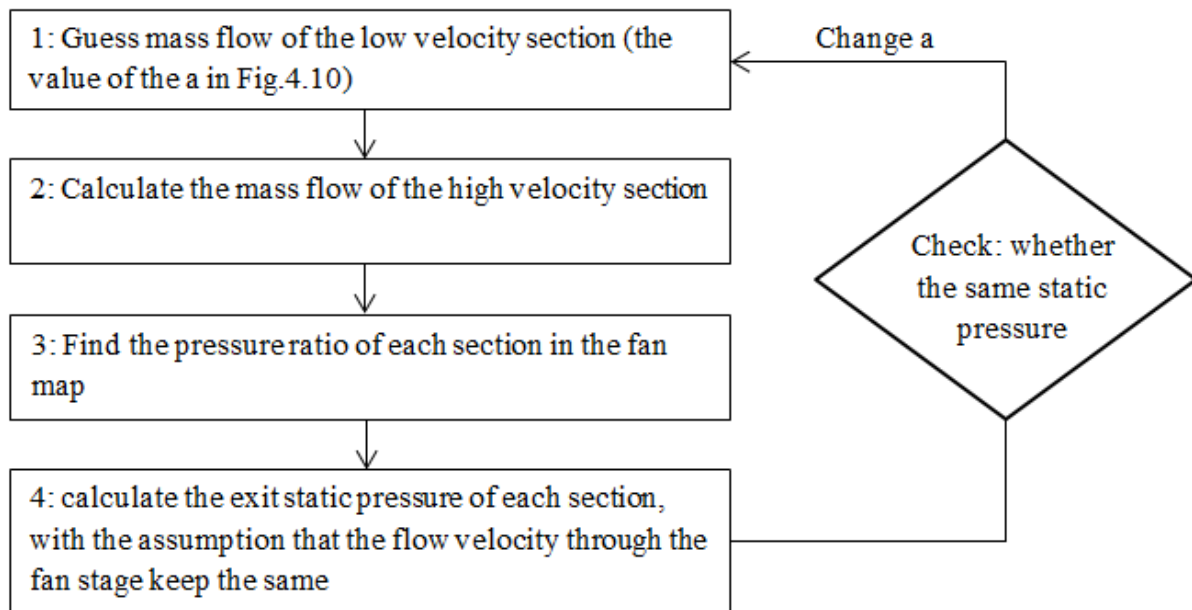 1: Guess mass flow of the low velocity section (the
value of the a in Fig.4.10)
Change a
2: Calculate the mass flow of the high velocity section
Check: whether
the same static
pressure
3: Find the pressure ratio of each section in the fan
map
4: calculate the exit static pressure of each section,
with the assumption that the flow velocity through the
fan stage keep the same